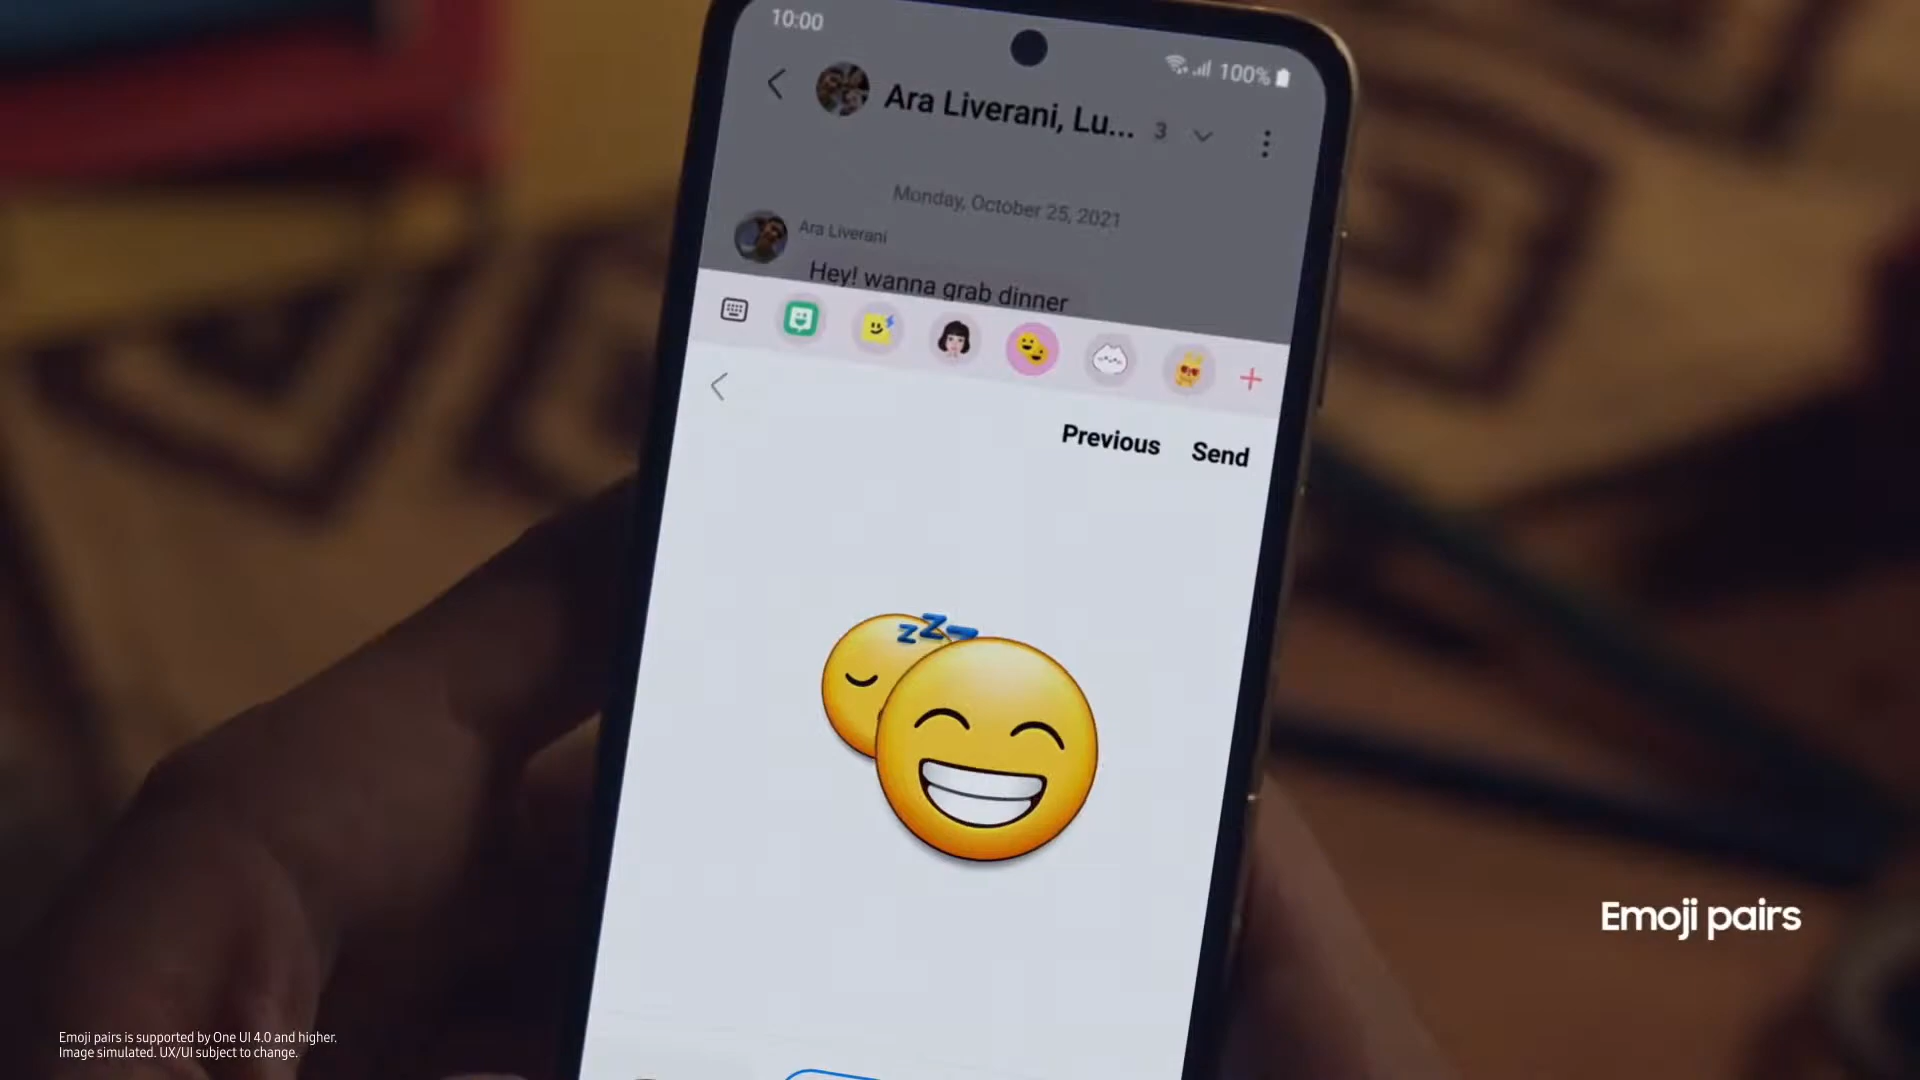 10:00
100%
Ara Liverani, Lu... 3
Monday, October 25, 2021
Ara Liverani
Hey! wanna grab dinner
Previous Send
zzz
Emoji pairs
Emoji pairs is supported by One UI 4.0 and higher.
Image simulated. UX/UI subject to change.